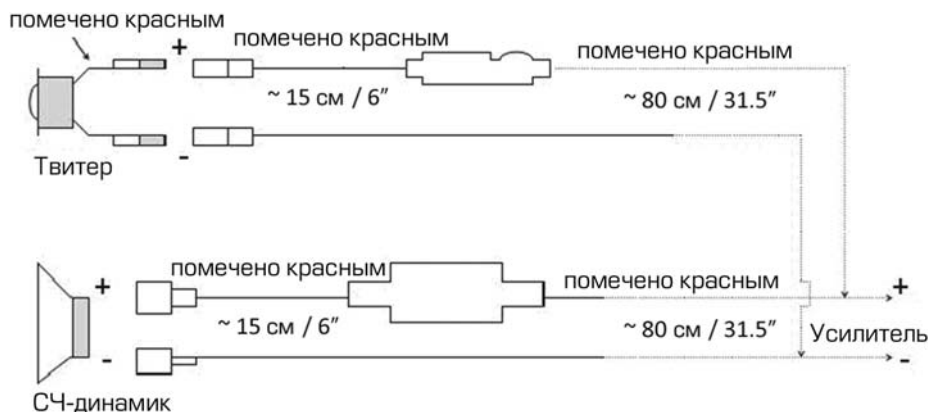 помечено красным
+
помечено красным
помечено красным
~ 15 см / 6″
~ 80 см / 31.5″
-
Твитер
помечено красным
помечено красным
+
+
~ 15 см / 6″
~ 80 см / 31.5″
Усилитель
-
-
СЧ-динамик